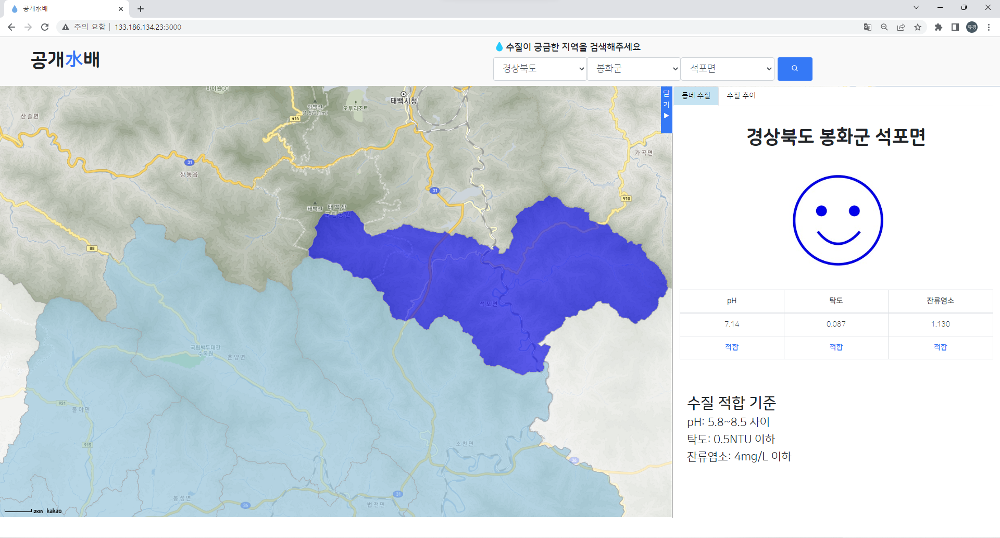 공개水배
주의 요함
133.186.134.23:3000
유경
공개水배
수질이 궁금한 지역을 검색해주세요
경상북도
봉화군
석포면
하이원CC
산솔면
함백산
(1,572.1m)
오투리조트
태백시청
414
31
상동읍
가곡면
31
910
태백산
태백산
국립공원
88
석포면
국립백두대간
수목원
춘양면
931
물야면
915
소천면
36
봉성면
36
31
법전면
2km
kakao
닫
기
동네 수질
수질 추이
경상북도 봉화군 석포면
pH
탁도
잔류염소
7.14
0.087
1.130
적합
적합
적합
수질 적합 기준
pH: 5.8~8.5 사이
탁도: 0.5NTU 이하
잔류염소: 4mg/L 이하